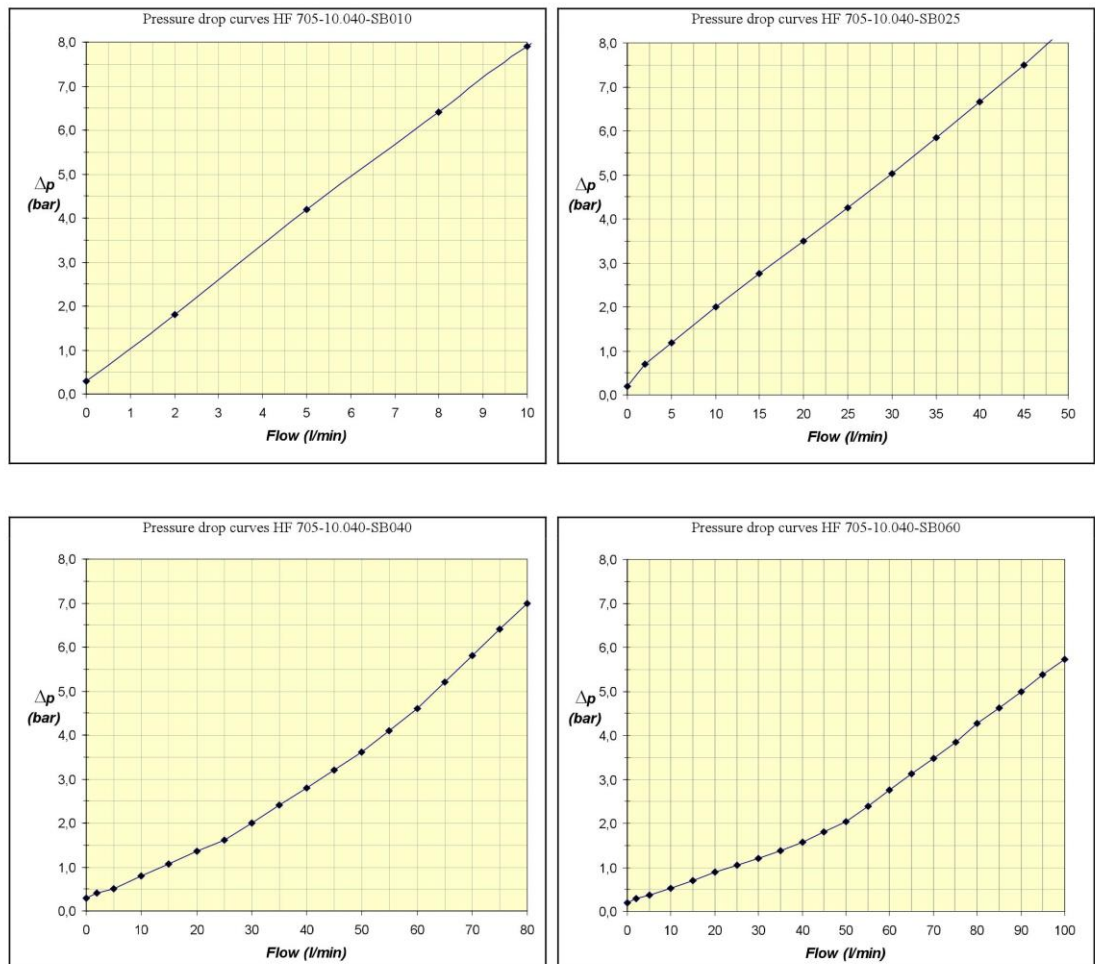 Pressure drop curves HF 705-10.040-SB010
8,0
7,0
6,0
5,0
Δp
(bar)
4,0
3,0
2,0
1,0
0,0
0 1 2 3 4 5 6 7 8 9 10
Flow (l/min)
Pressure drop curves HF 705-10.040-SB025
8,0
7,0
6,0
5,0
Δp
(bar)
4,0
3,0
2,0
1,0
0,0
0 5 10 15 20 25 30 35 40 45 50
Flow (l/min)
Pressure drop curves HF 705-10.040-SB040
8,0
7,0
6,0
5,0
Δp
(bar)
4,0
3,0
2,0
1,0
0,0
0 10 20 30 40 50 60 70 80
Flow (l/min)
Pressure drop curves HF 705-10.040-SB060
8,0
7,0
6,0
5,0
Δp
(bar)
4,0
3,0
2,0
1,0
0,0
0 10 20 30 40 50 60 70 80 90 100
Flow (l/min)